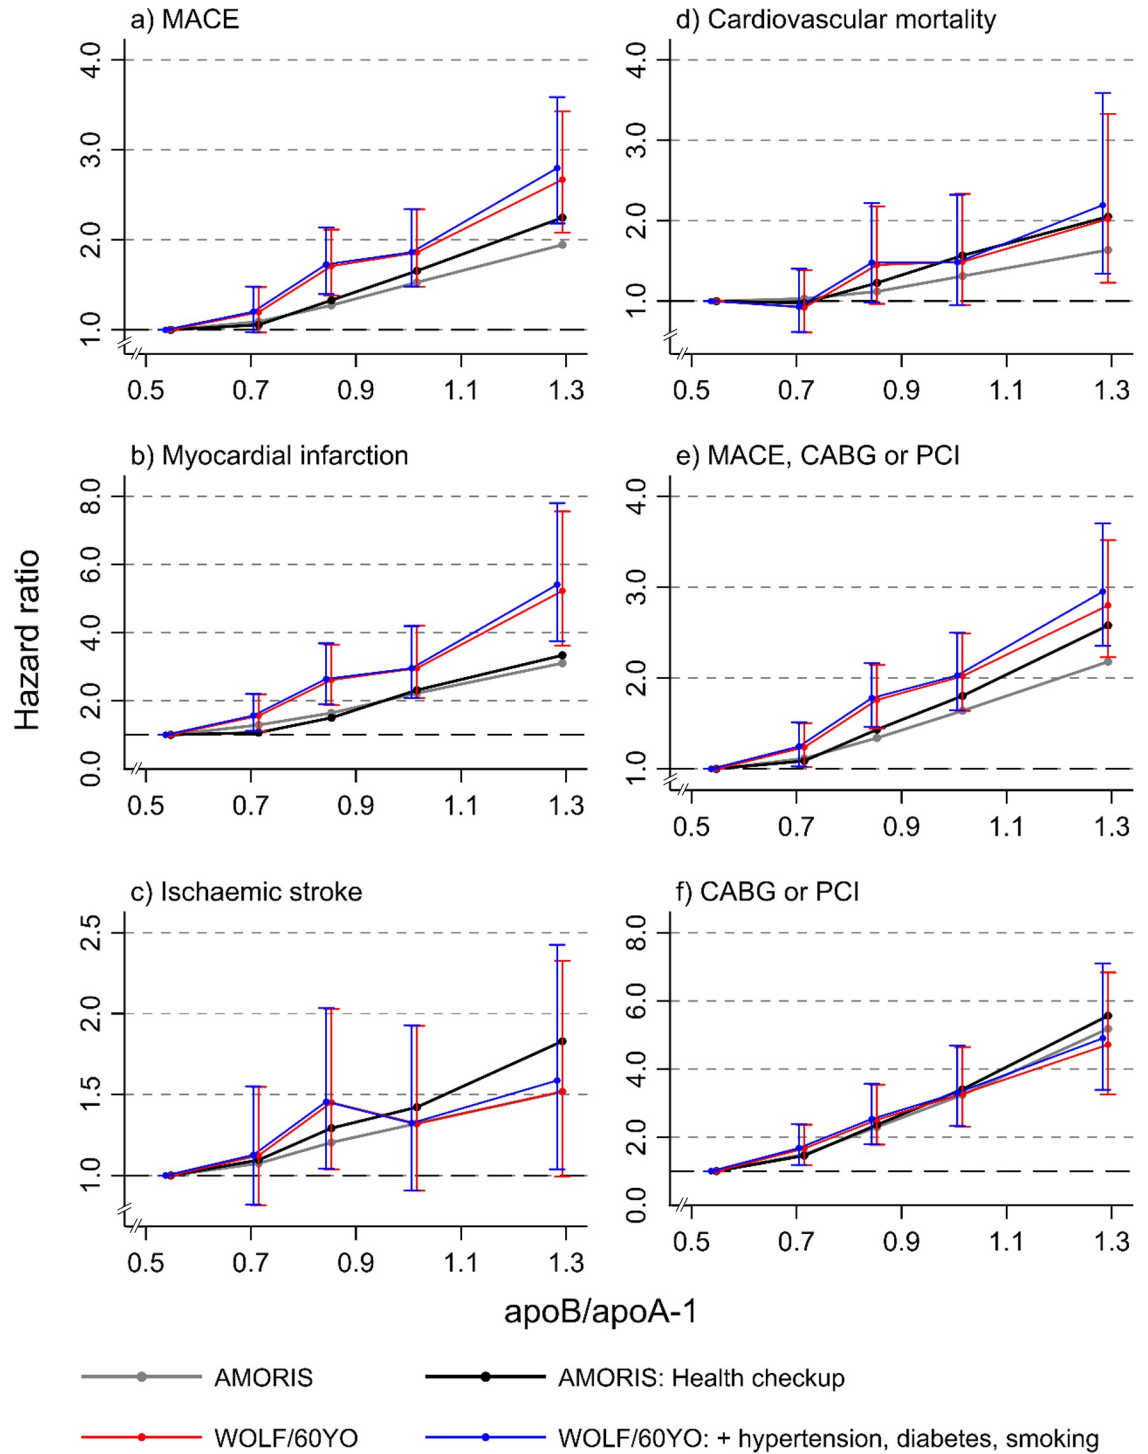 a) MACE
4.0
3.0
2.0
1.0
0.5 0.7 0.9 1.1 1.3
d) Cardiovascular mortality
4.0
3.0
2.0
1.0
0.5 0.7 0.9 1.1 1.3
b) Myocardial infarction
8.0
6.0
4.0
2.0
0.0
0.5 0.7 0.9 1.1 1.3
e) MACE, CABG or PCI
4.0
3.0
2.0
1.0
0.5 0.7 0.9 1.1 1.3
Hazard ratio
c) Ischaemic stroke
2.5
2.0
1.5
1.0
0.5 0.7 0.9 1.1 1.3
f) CABG or PCI
8.0
6.0
4.0
2.0
0.0
0.5 0.7 0.9 1.1 1.3
apoB/apoA-1
AMORIS
AMORIS: Health checkup
WOLF/60YO
WOLF/60YO: + hypertension, diabetes, smoking